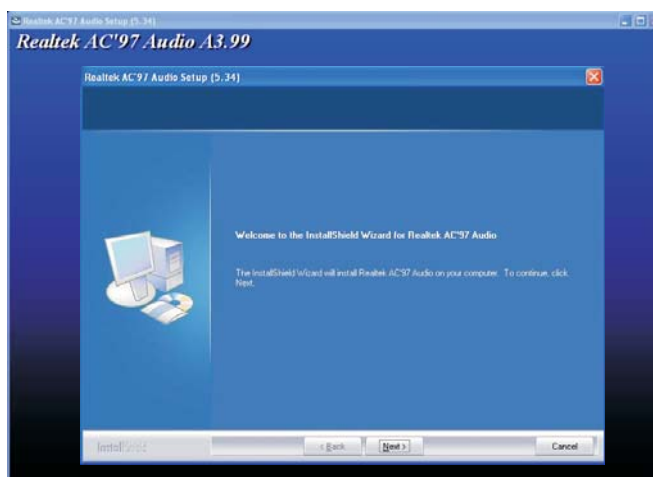 Realtek AC'97 Audio Setup (5.34)
Realtek AC'97 Audio A3.99
Realtek AC'97 Audio Setup (5.34)
Welcome to the InstallShield Wizard for Realtek AC'97 Audio
The InstallShield Wizard will install Realtek AC'97 Audio on your computer. To continue, click
Next.
InstallShield
< Back Next > Cancel